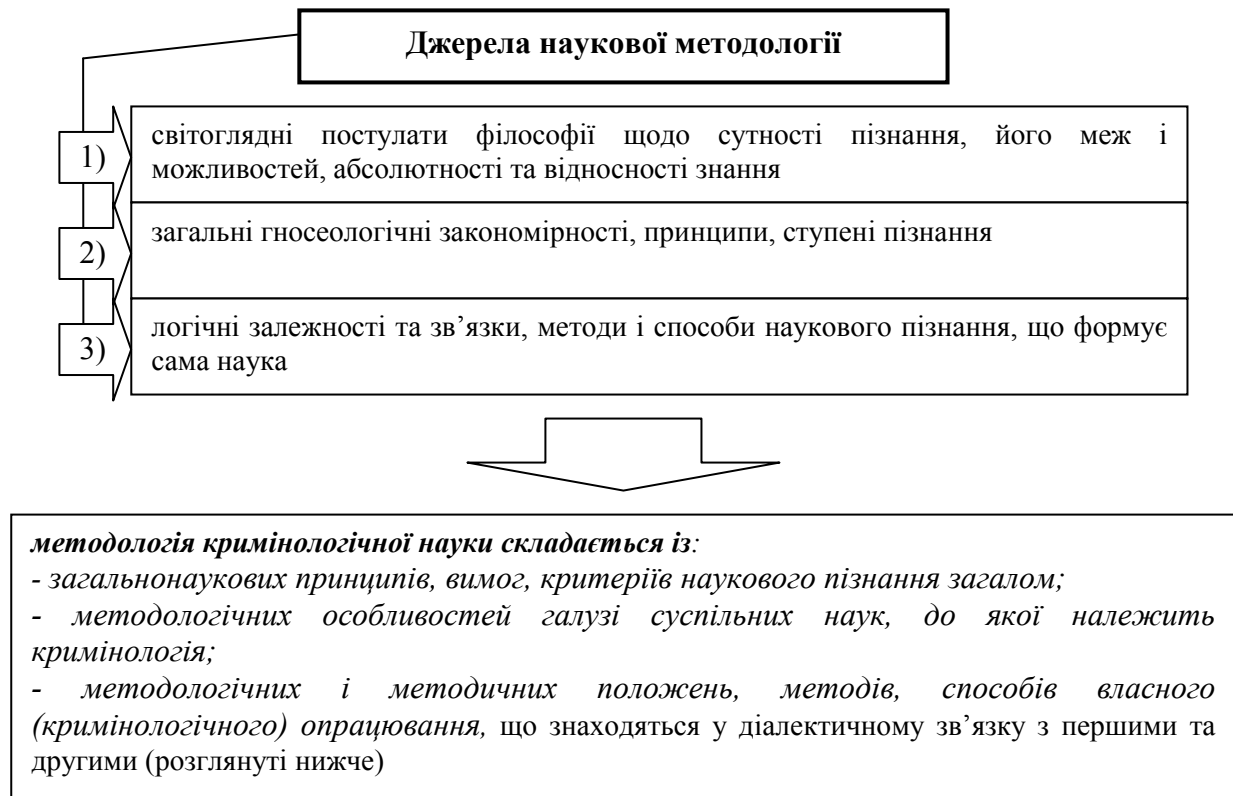 Джерела наукової методології
1)
світоглядні постулати філософії щодо сутності пізнання, його меж і
можливостей, абсолютності та відносності знання
2)
загальні гносеологічні закономірності, принципи, ступені пізнання
3)
логічні залежності та зв’язки, методи і способи наукового пізнання, що формує
сама наука
методологія кримінологічної науки складається із:
- загальнонаукових принципів, вимог, критеріїв наукового пізнання загалом;
- методологічних особливостей галузі суспільних наук, до якої належить
кримінологія;
- методологічних і методичних положень, методів, способів власного
(кримінологічного) опрацювання, що знаходяться у діалектичному зв’язку з першими та
другими (розглянуті нижче)